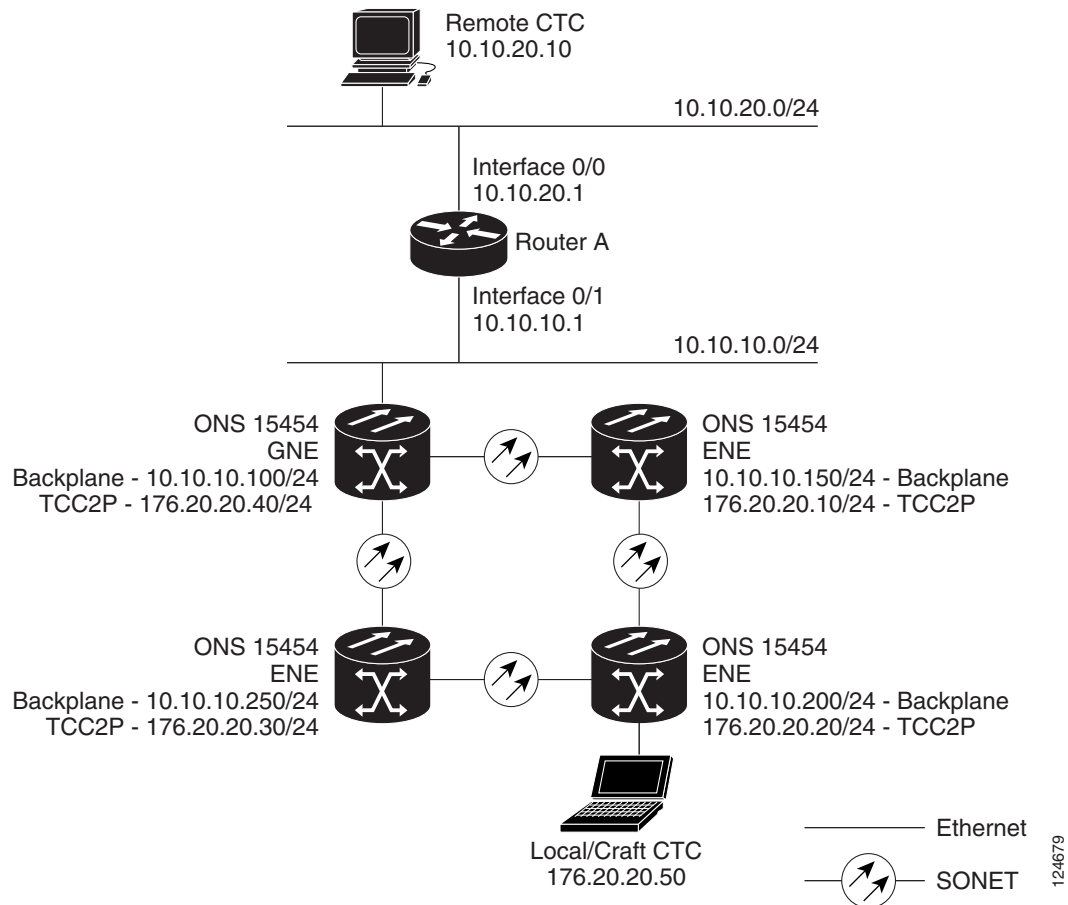 Remote CTC
10.10.20.10
10.10.20.0/24
Interface 0/0
10.10.20.1
Router A
Interface 0/1
10.10.10.1
10.10.10.0/24
ONS 15454
GNE
Backplane - 10.10.10.100/24
TCC2P - 176.20.20.40/24
ONS 15454
ENE
10.10.10.150/24 - Backplane
176.20.20.10/24 - TCC2P
ONS 15454
ENE
Backplane - 10.10.10.250/24
TCC2P - 176.20.20.30/24
ONS 15454
ENE
10.10.10.200/24 - Backplane
176.20.20.20/24 - TCC2P
Local/Craft CTC
176.20.20.50
Ethernet
SONET
124679